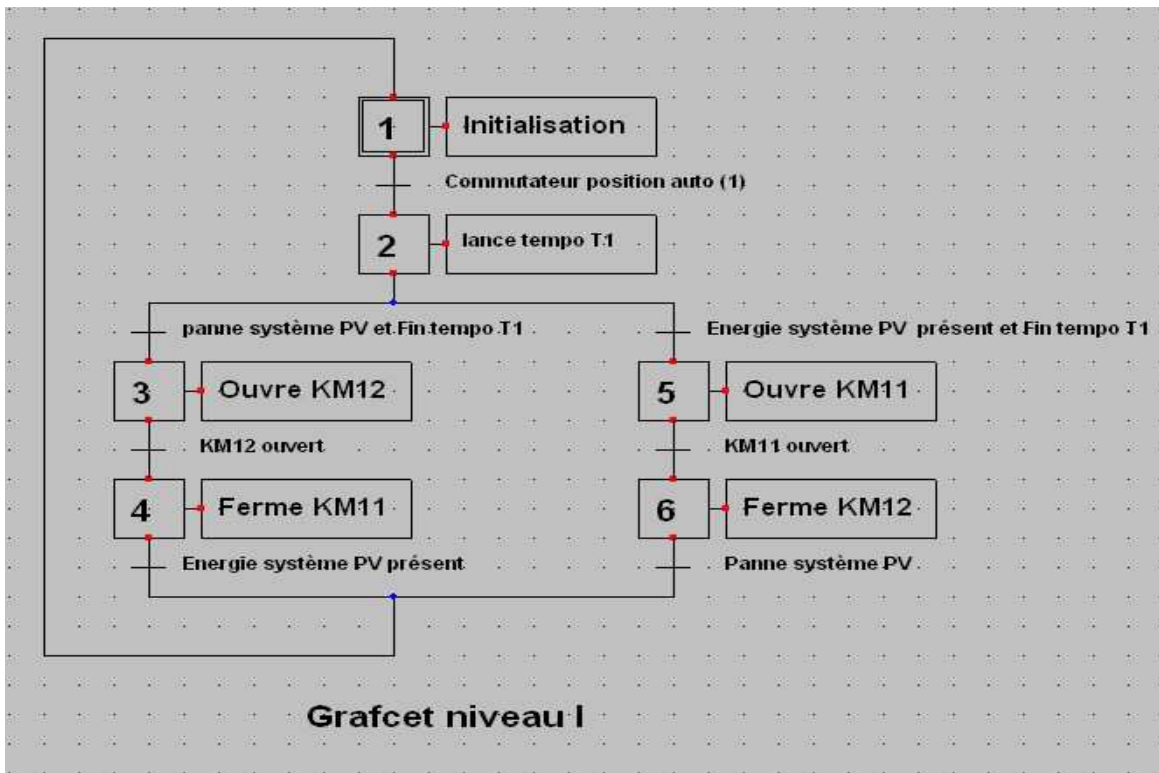 1 Initialisation
Commutateur position auto (1)
2 lance tempo T1
panne système PV et Fin tempo T1 Energie système PV présent et Fin tempo T1
3 Ouvre KM12 5 Ouvre KM11
KM12 ouvert KM11 ouvert
4 Ferme KM11 6 Ferme KM12
Energie système PV présent Panne système PV
Grafcet niveau I